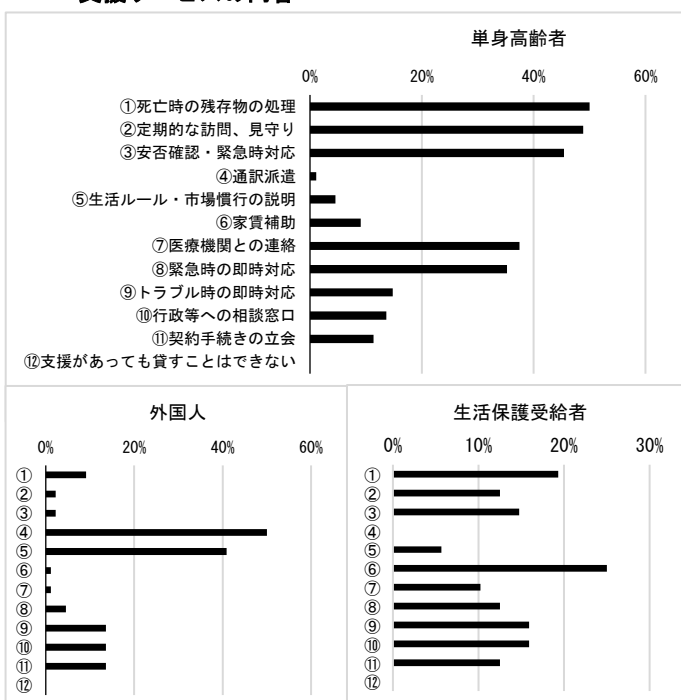 単身高齢者
0% 20% 40% 60%
①死亡時の残存物の処理
②定期的な訪問、見守り
③安否確認・緊急時対応
④通訳派遣
⑤生活ルール・市場慣行の説明
⑥家賃補助
⑦医療機関との連絡
⑧緊急時の即時対応
⑨トラブル時の即時対応
⑩行政等への相談窓口
⑪契約手続きの立会
⑫支援があっても貸すことはできない
外国人
0% 20% 40% 60%
①
②
③
④
⑤
⑥
⑦
⑧
⑨
⑩
⑪
⑫
生活保護受給者
0% 10% 20% 30%
①
②
③
④
⑤
⑥
⑦
⑧
⑨
⑩
⑪
⑫